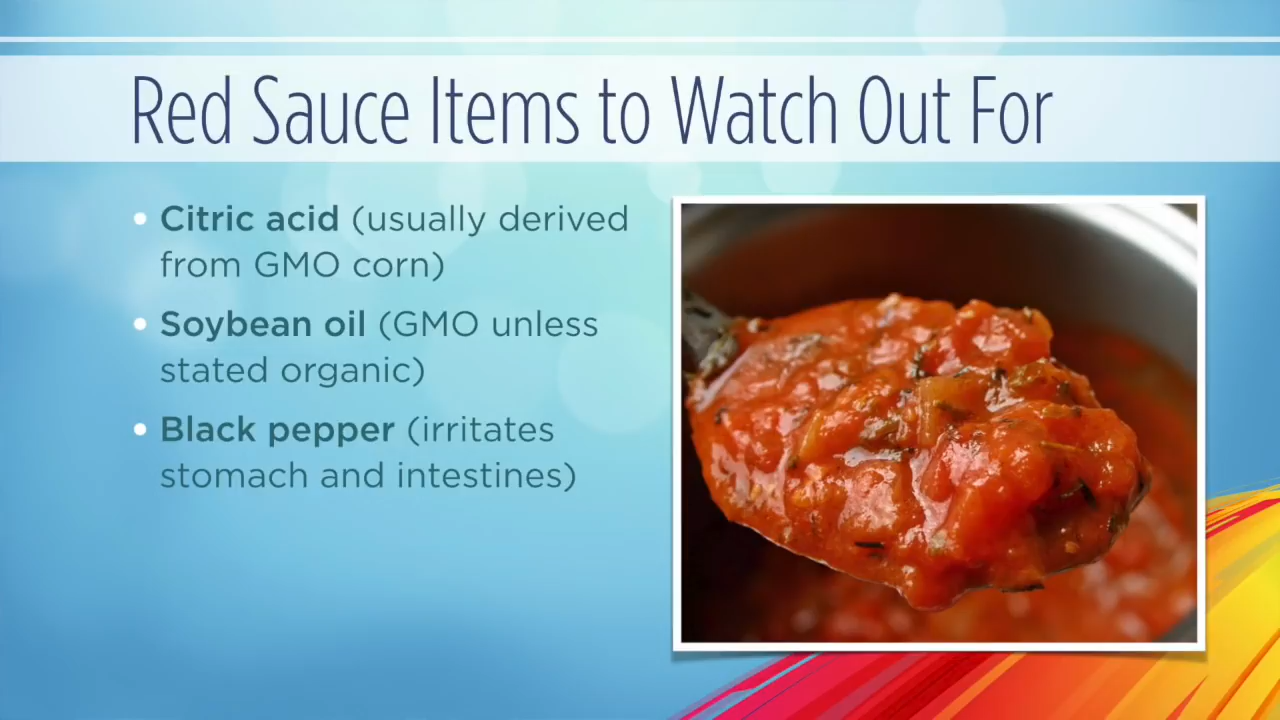 Red Sauce Items to Watch Out For
• Citric acid (usually derived
from GMO corn)
• Soybean oil (GMO unless
stated organic)
• Black pepper (irritates
stomach and intestines)